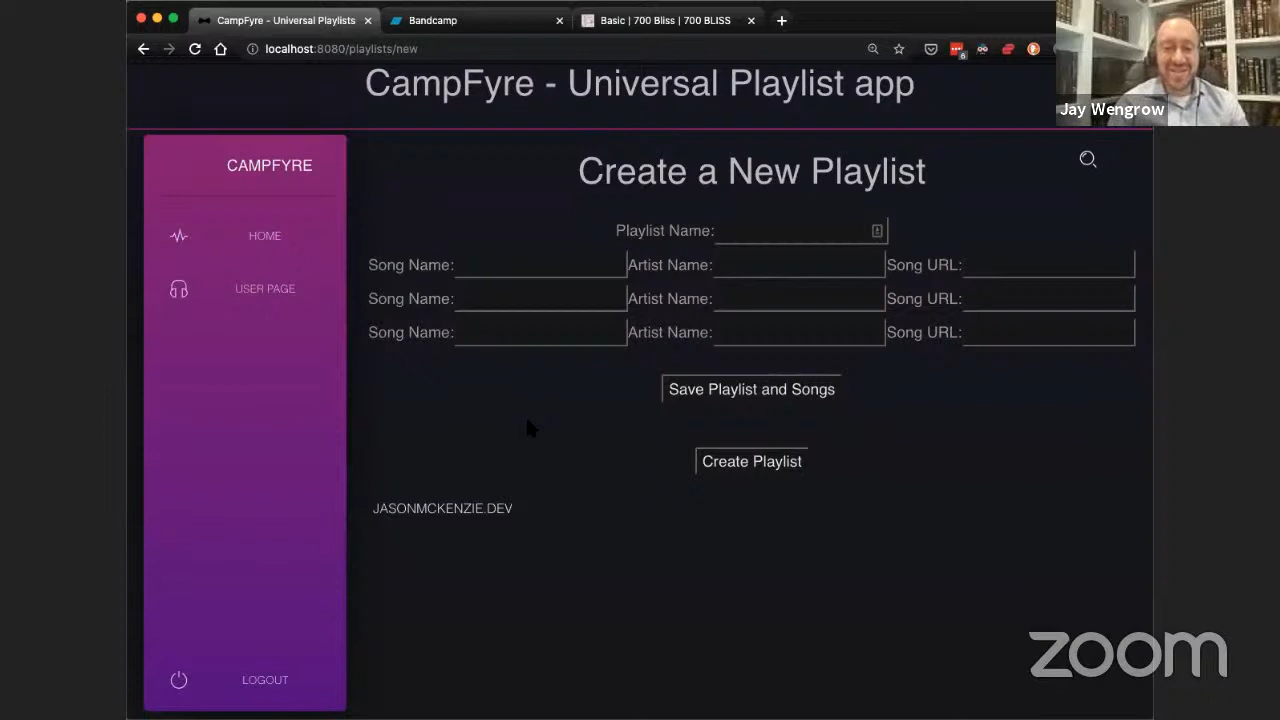 CampFyre - Universal Playlists
Bandcamp
Basic | 700 Bliss | 700 BLISS
localhost:8080/playlists/new
6
Jay Wengrow
CampFyre - Universal Playlist app
CAMPFYRE
HOME
USER PAGE
LOGOUT
Create a New Playlist
Playlist Name:
Song Name: Artist Name: Song URL:
Song Name: Artist Name: Song URL:
Song Name: Artist Name: Song URL:
Save Playlist and Songs
Create Playlist
JASONMCKENZIE.DEV
zoom